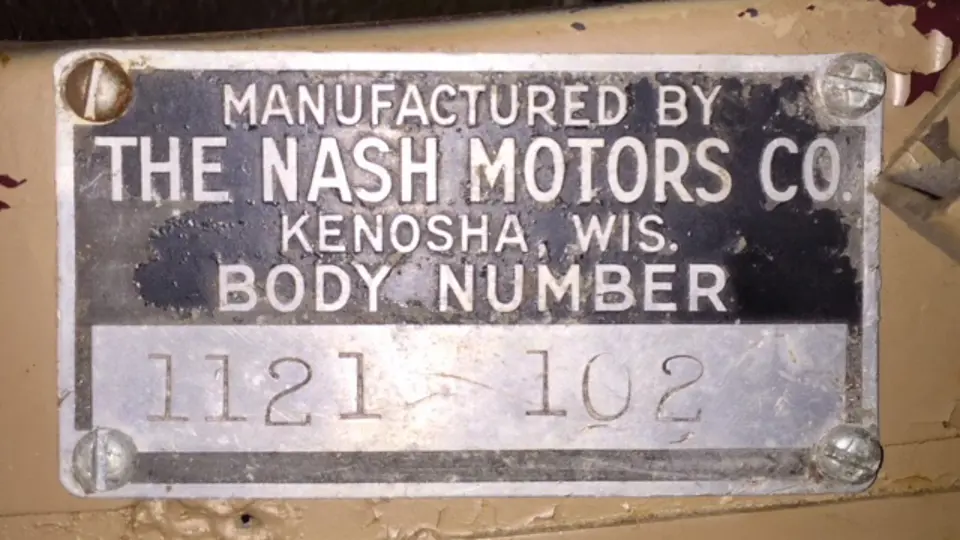 MANUFACTURED BY
THE NASH MOTORS CO.
KENOSHA, WIS.
BODY NUMBER
1121 102